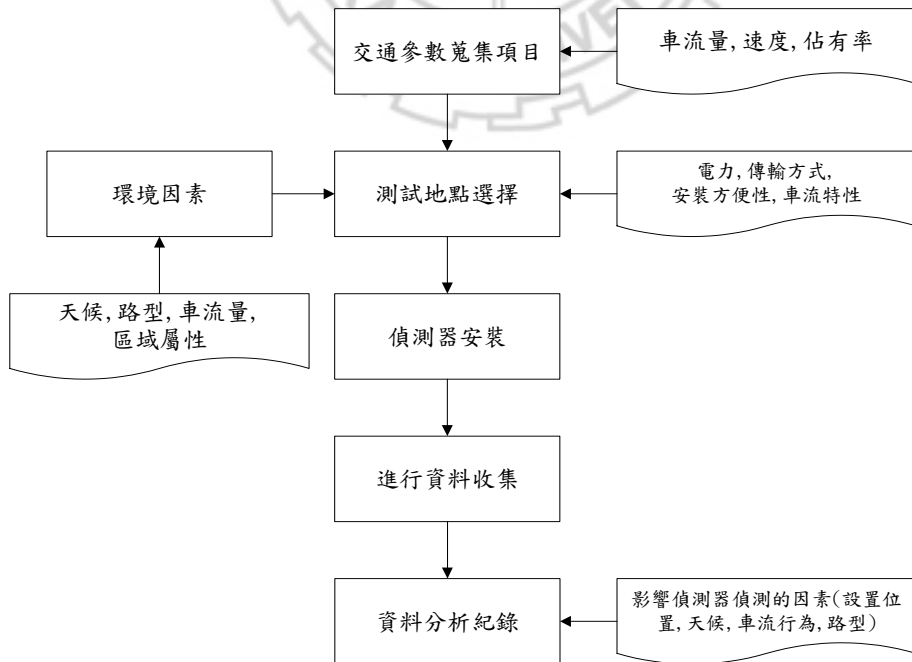 交通參數蒐集項目
車流量, 速度, 佔有率
環境因素
測試地點選擇
電力, 傳輸方式,
安裝方便性, 車流特性
天候, 路型, 車流量,
區域屬性
偵測器安裝
進行資料收集
資料分析紀錄
影響偵測器偵測的因素(設置位
置, 天候, 車流行為, 路型)